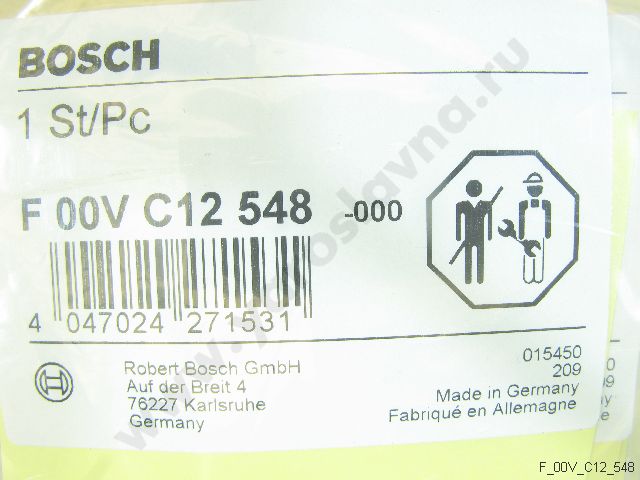 BOSCH
1 St/Pc
F 00V C12 548 -000
4 047024 271531
Robert Bosch GmbH
Auf der Breit 4
76227 Karlsruhe
Germany
015450
209
Made in Germany
Fabriqué en Allemagne
F_00V_C12_548